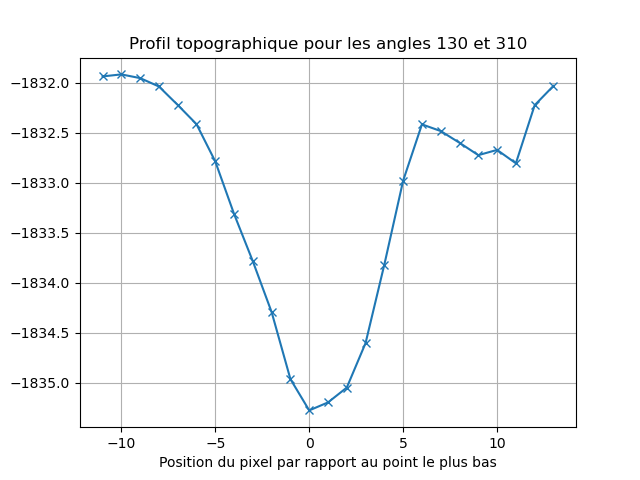 Profil topographique pour les angles 130 et 310
−1832.0
−1832.5
−1833.0
−1833.5
−1834.0
−1834.5
−1835.0
−10 −5 0 5 10
Position du pixel par rapport au point le plus bas